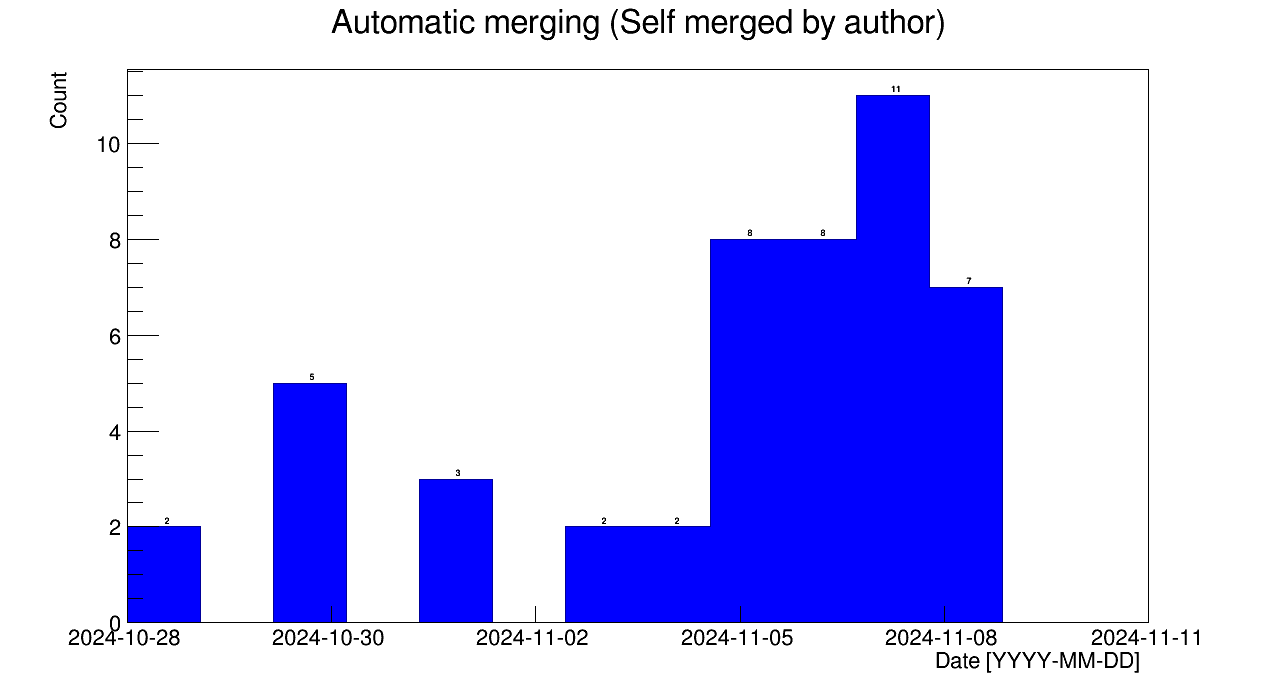 Automatic merging (Self merged by author)
Count
11
10
8 8
8
7
6
5
4
3
2 2 2
2
0
2024-10-28 2024-10-30 2024-11-02 2024-11-05 2024-11-08 2024-11-11
Date [YYYY-MM-DD]